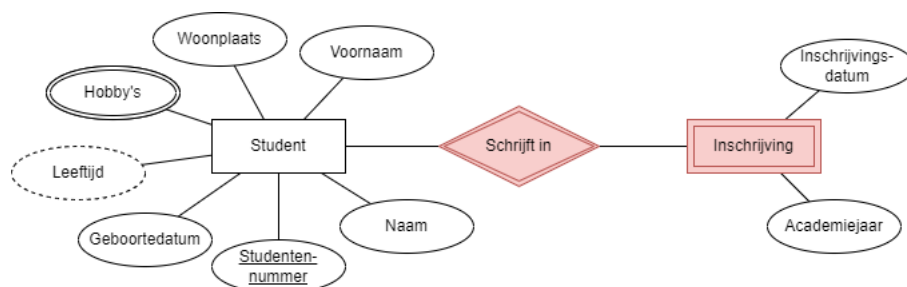 Woonplaats
Voornaam
Inschrijvings-
datum
Hobby's
Student
Schrijft in
Inschrijving
Leeftijd
Geboortedatum
Naam
Academiejaar
Studenten-
nummer